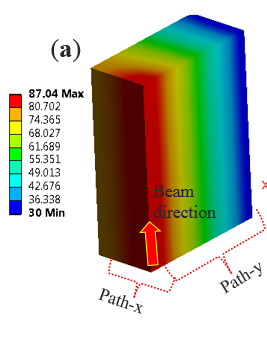 (a)
87.04 Max
80.702
74.365
68.027
61.689
55.351
49.013
42.676
36.338
30 Min
Beam
direction
x
Path-x
Path-y